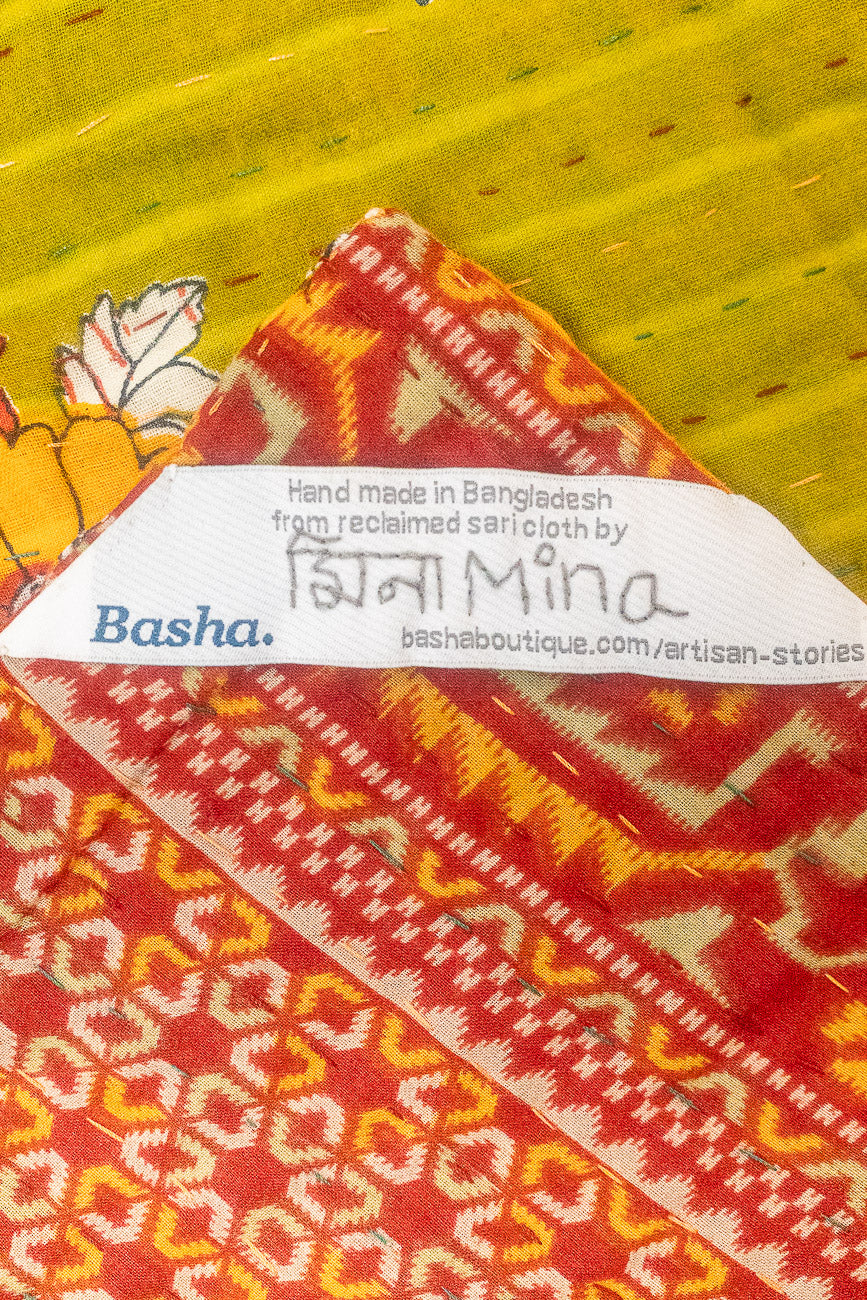 Hand made in Bangladesh
from reclaimed sari cloth by
মিনা Mina
Basha.
bashaboutique.com/artisan-stories